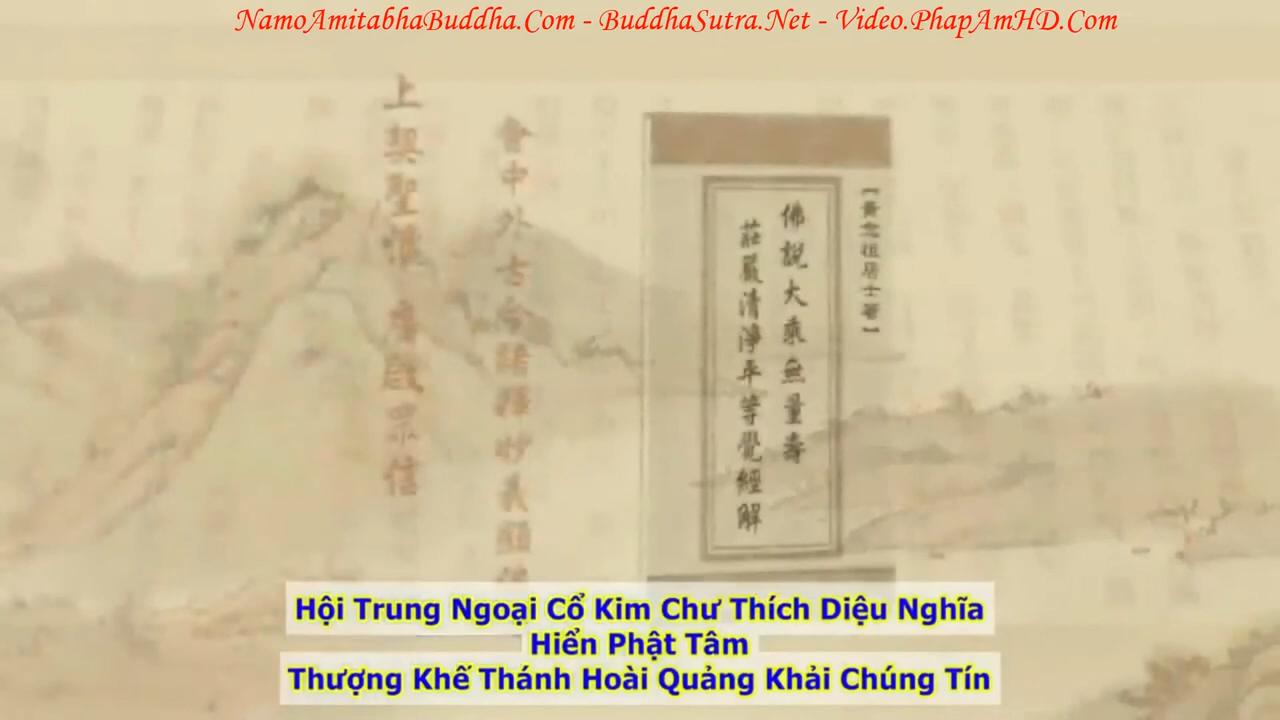 NamoAmitabhaBuddha.Com - BuddhaSutra.Net - Video.PhapAmHD.Com
【黃念祖居士著】
佛說大乘無量壽
莊嚴清淨平等覺經解
會中外古今諸釋妙義顯
上契聖懷 廣啟眾信
Hội Trung Ngoại Cổ Kim Chư Thích Diệu Nghĩa
Hiển Phật Tâm
Thượng Khế Thánh Hoài Quảng Khải Chúng Tín